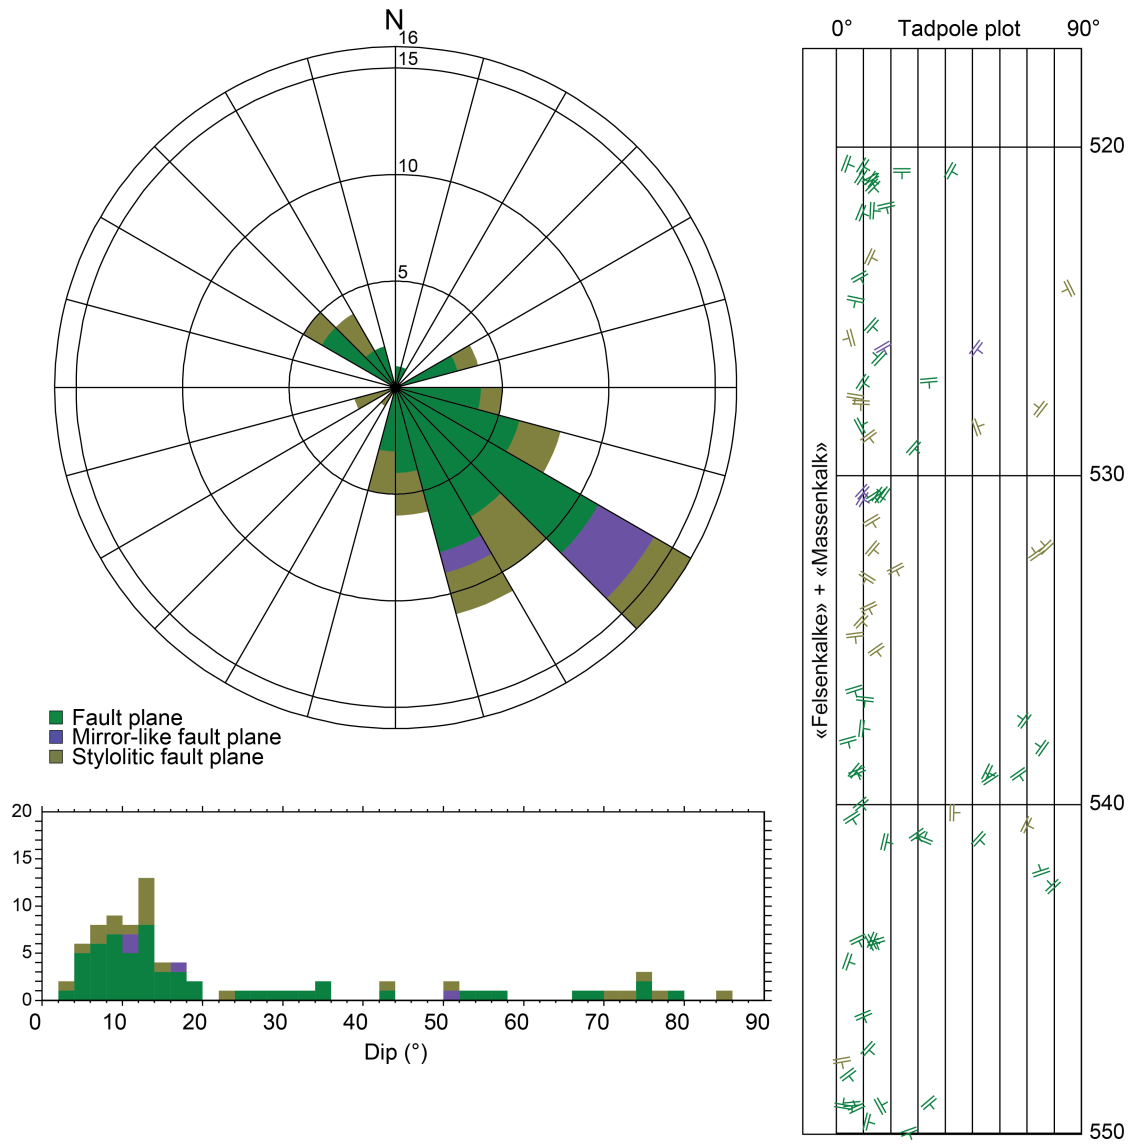 N
16
15
10
5
Fault plane
Mirror-like fault plane
Stylolitic fault plane
20
15
10
5
0
0 10 20 30 40 50 60 70 80 90
Dip (°)
0° Tadpole plot 90°
520
530
540
550
«Felsenkalke» + «Massenkalk»